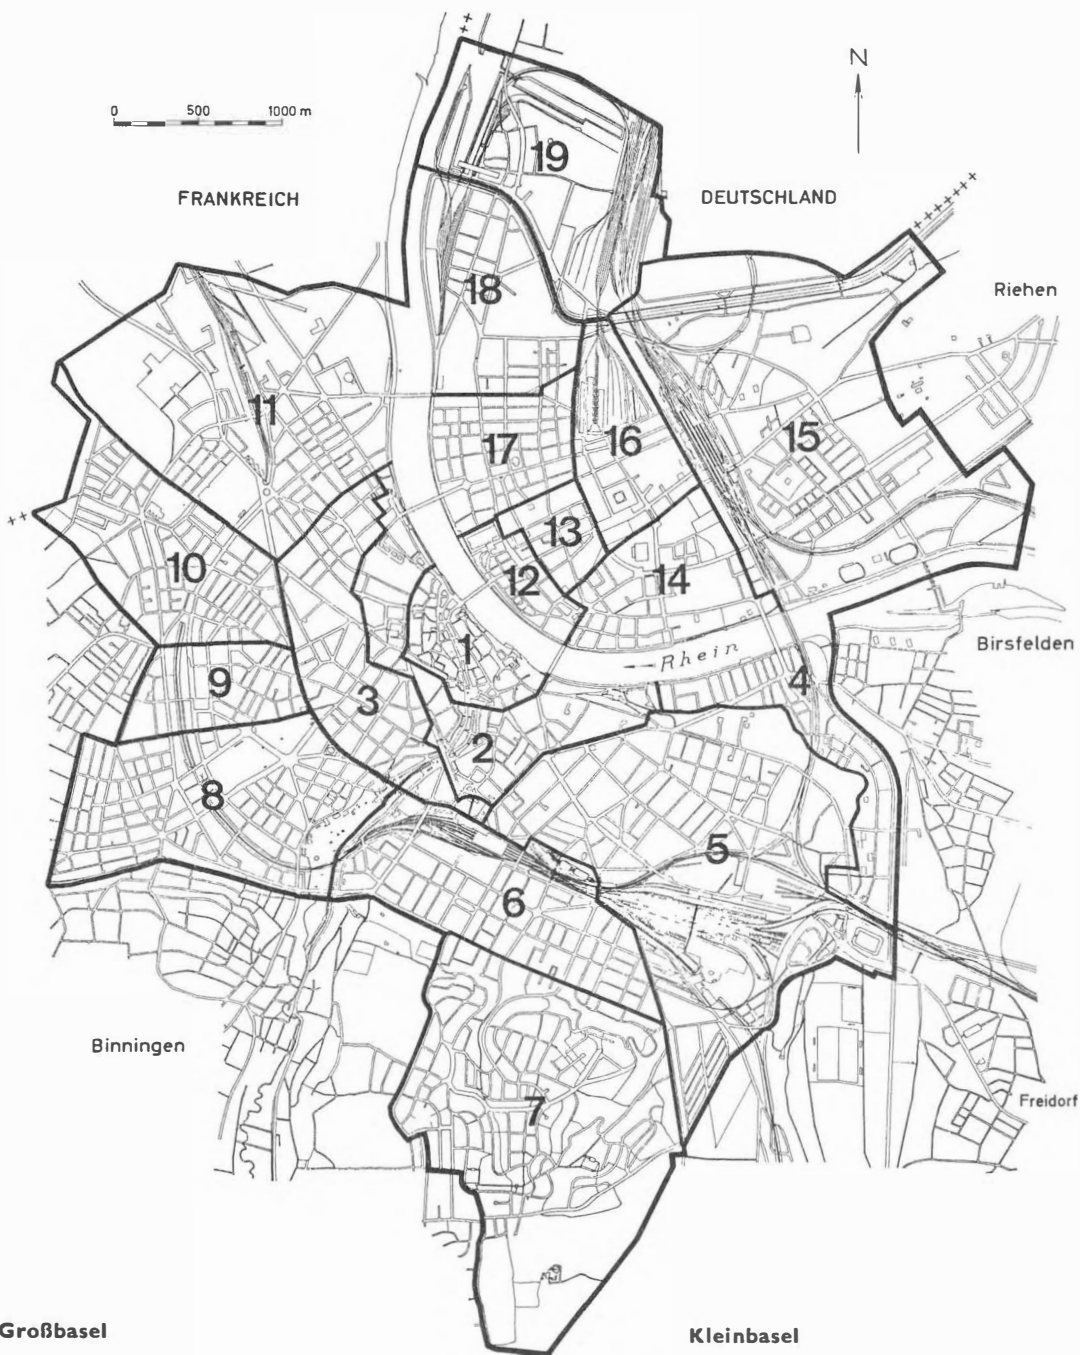 N
0 500 1000 m
19
FRANKREICH
DEUTSCHLAND
18
Riehen
11
17
16
15
13
10
12
14
1
Rhein
Birsfelden
9
3
4
2
8
5
6
Binningen
7
Freidorf
Großbasel
Kleinbasel